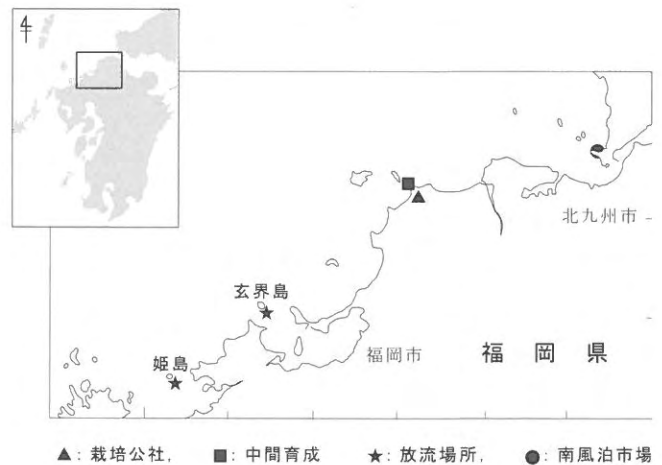 北九州市
玄界島
福岡市
福岡県
姫島
▲: 栽培公社, ■: 中間育成 ★: 放流場所, ●: 南風泊市場